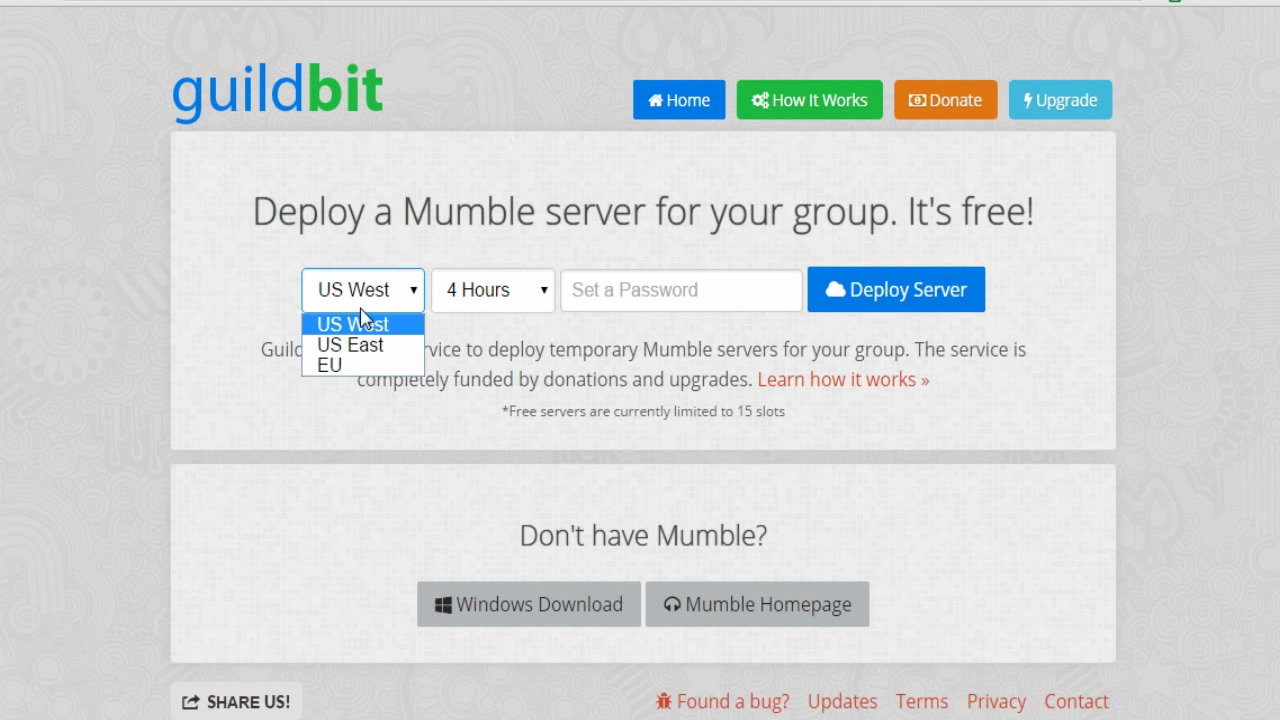 guildbit
Home How It Works Donate Upgrade
Deploy a Mumble server for your group. It's free!
US West 4 Hours Set a Password Deploy Server
US West
US East
EU
vice to deploy temporary Mumble servers for your group. The service is
completely funded by donations and upgrades. Learn how it works »
*Free servers are currently limited to 15 slots
Don't have Mumble?
Windows Download Mumble Homepage
SHARE US! Found a bug? Updates Terms Privacy Contact